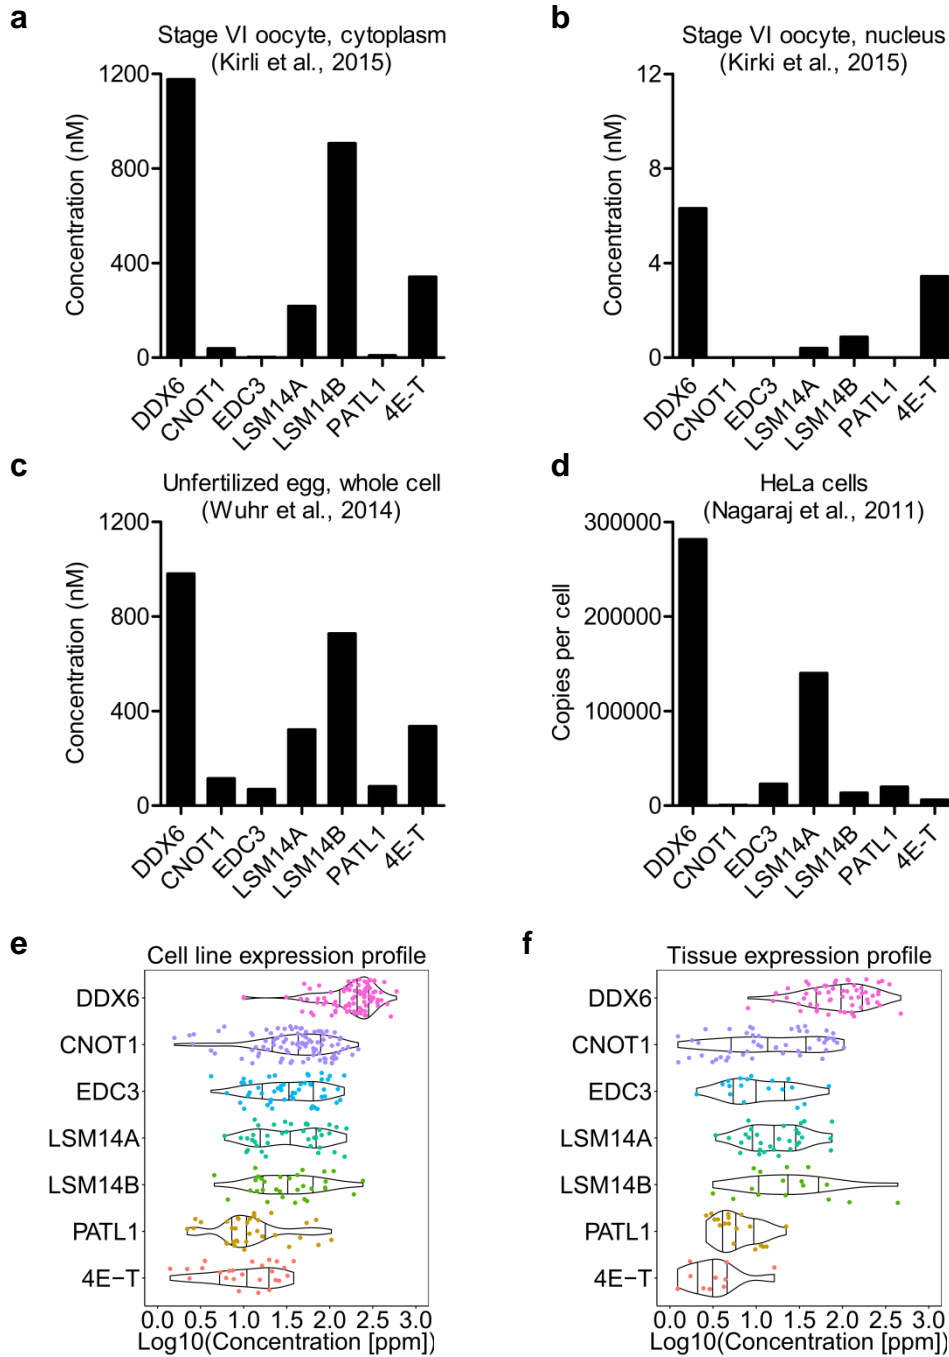 a
Stage VI oocyte, cytoplasm
(Kirli et al., 2015)
Concentration (nM)
1200
800
400
0
DDX6
CNOT1
EDC3
LSM14A
LSM14B
PATL1
4E-T
b
Stage VI oocyte, nucleus
(Kirki et al., 2015)
Concentration (nM)
12
8
4
0
DDX6
CNOT1
EDC3
LSM14A
LSM14B
PATL1
4E-T
c
Unfertilized egg, whole cell
(Wuhr et al., 2014)
Concentration (nM)
1200
800
400
0
DDX6
CNOT1
EDC3
LSM14A
LSM14B
PATL1
4E-T
d
HeLa cells
(Nagaraj et al., 2011)
Copies per cell
300000
200000
100000
0
DDX6
CNOT1
EDC3
LSM14A
LSM14B
PATL1
4E-T
e
Cell line expression profile
DDX6
CNOT1
EDC3
LSM14A
LSM14B
PATL1
4E−T
0.0 0.5 1.0 1.5 2.0 2.5 3.0
Log10(Concentration [ppm])
f
Tissue expression profile
DDX6
CNOT1
EDC3
LSM14A
LSM14B
PATL1
4E−T
0.0 0.5 1.0 1.5 2.0 2.5 3.0
Log10(Concentration [ppm])